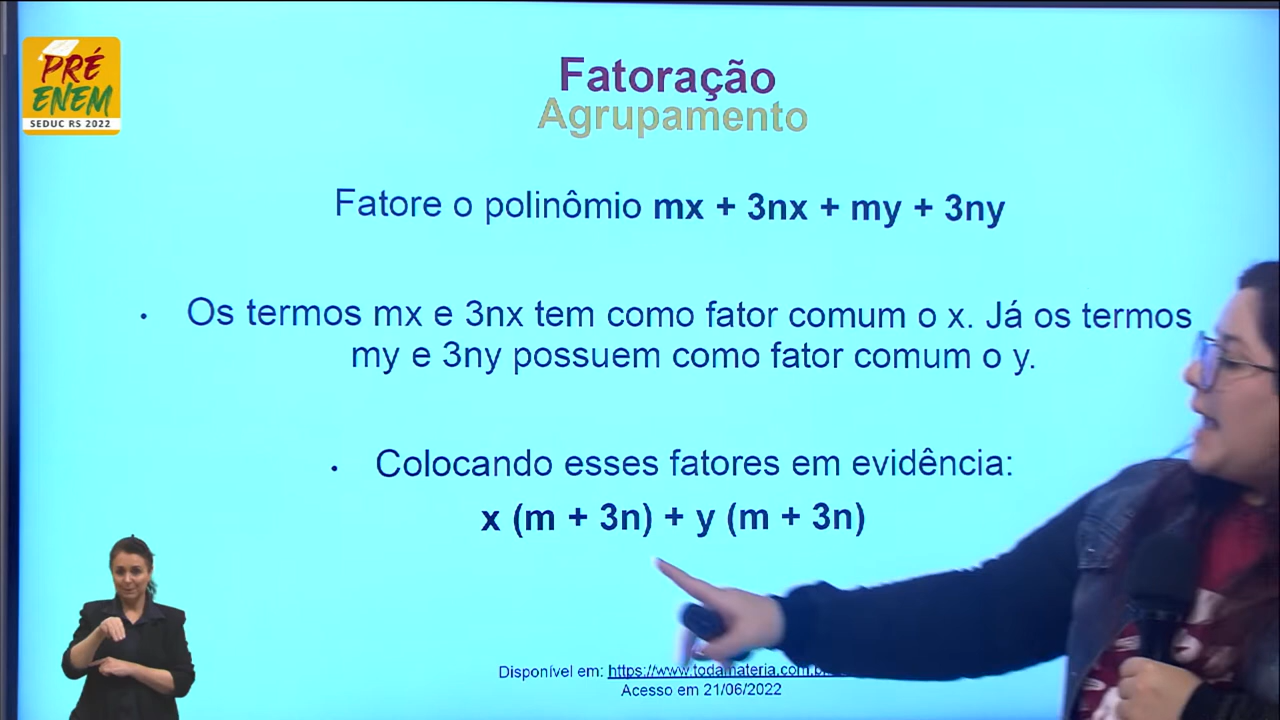 PRÉ
ENEM
SEDUC RS 2022
Fatoração
Agrupamento
Fatore o polinômio mx + 3nx + my + 3ny
• Os termos mx e 3nx tem como fator comum o x. Já os termos
my e 3ny possuem como fator comum o y.
• Colocando esses fatores em evidência:
x (m + 3n) + y (m + 3n)
Disponível em: https://www.todamateria.com.b
Acesso em 21/06/2022